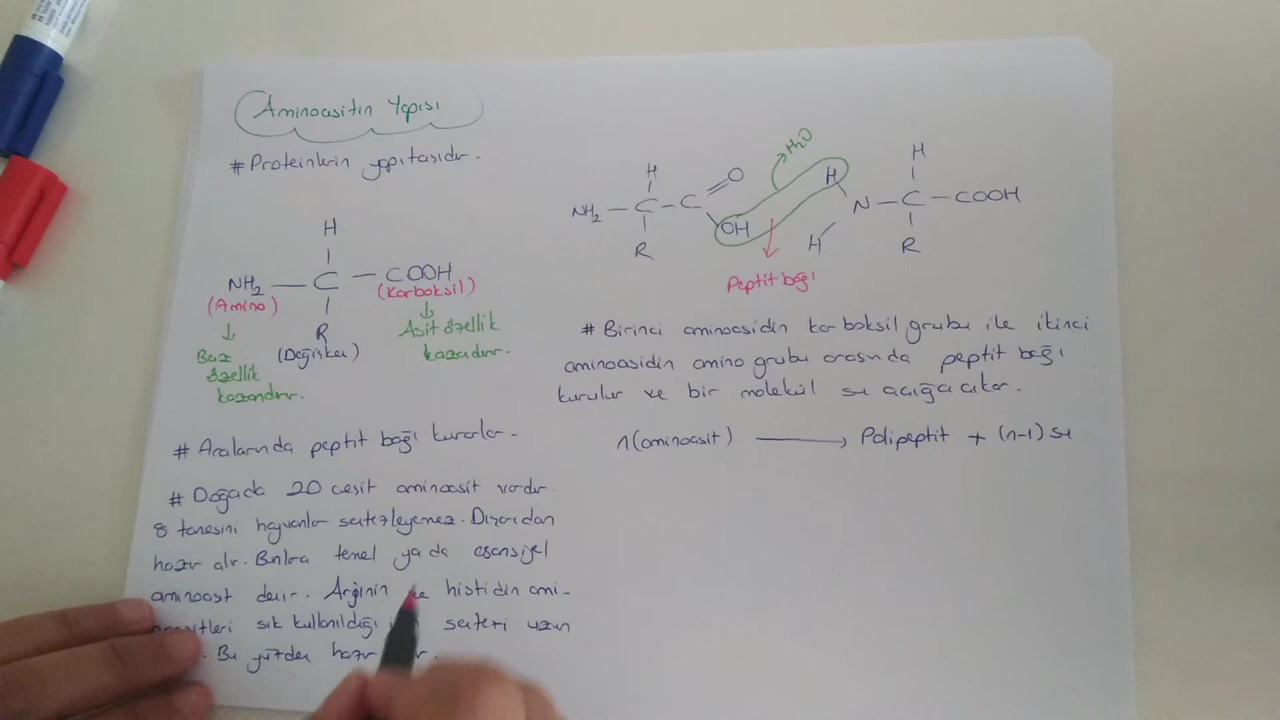 Aminoasitin Yapısı
# Proteinlerin yapıtaşıdır.
H
NH₂ — C — COOH
(Amino) (Karboksil)
R
(Değişken)
Baz özellik kazandırır.
Asit özellik kazandırır.
# Aralarında peptit bağı kurarlar.
# Doğada 20 çeşit aminoasit vardır.
8 tanesini hayvanlar sentezleyemez. Dışarıdan
hazır alır. Bunlara temel ya da esansiyel
aminoasit denir. Arginin histidin ami-
sık kullanıldığı sentezi uzun
Bu yüzden hazır
H O
NH₂ — C — C
R OH
H₂O
H H
N — C — COOH
H R
Peptit bağı
# Birinci aminoasidin karboksil grubu ile ikinci
aminoasidin amino grubu arasında peptit bağı
kurulur ve bir molekül su açığa çıkar.
n(aminoasit) → Polipeptit + (n-1) su